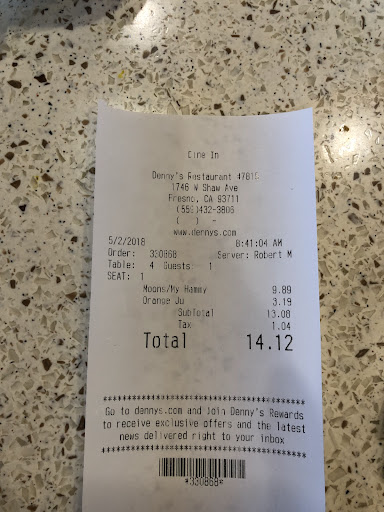 Dine In
Denny's Restaurant
1746 W Shaw Ave
Fresno, CA 93711
(559)432-3806
( ) -
www.dennys.com
5/2/2018 8:41:04 AM
Order: 330868 Server: Robert M
Table: 4 Guests: 1
SEAT: 1
Moons/My Hammy 9.89
Orange Ju 3.19
Subtotal 13.08
Tax 1.04
Total 14.12
****************************************
Go to dennys.com and Join Denny's Rewards
to receive exclusive offers and the latest
news delivered right to your inbox
****************************************
*330868*